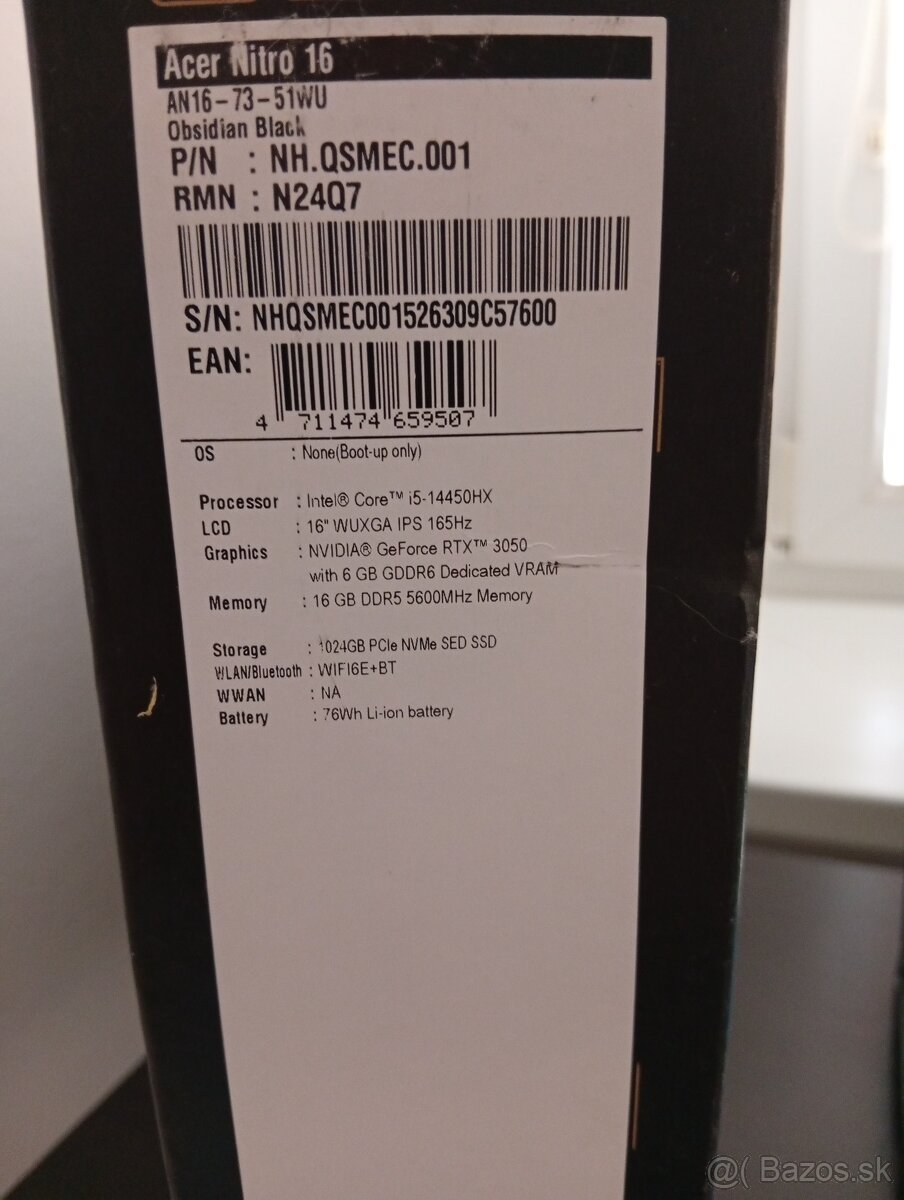 Acer Nitro 16
AN16-73-51WU
Obsidian Black
P/N : NH.QSMEC.001
RMN : N24Q7
S/N: NHQSMEC001526309C57600
EAN:
4 711474 659507
OS : None(Boot-up only)
Processor : Intel® Core™ i5-14450HX
LCD : 16" WUXGA IPS 165Hz
Graphics : NVIDIA® GeForce RTX™ 3050
with 6 GB GDDR6 Dedicated VRAM
Memory : 16 GB DDR5 5600MHz Memory
Storage : 1024GB PCIe NVMe SED SSD
WLAN/Bluetooth : WIFI6E+BT
WWAN : NA
Battery : 76Wh Li-ion battery
@( Bazos.sk